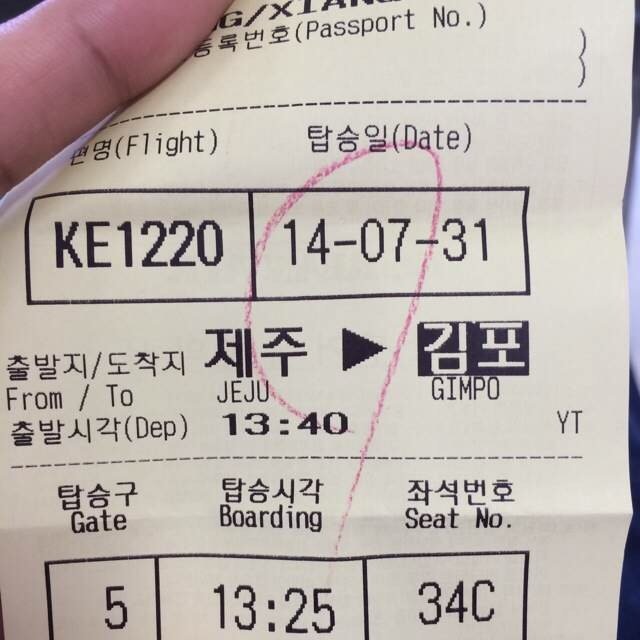 G/XIANG
등록번호(Passport No.)
)
)
편명(Flight) 탑승일(Date)
KE1220 14-07-31
출발지/도착지 제주 ▶ 김포
From / To JEJU GIMPO
출발시각(Dep) 13:40 YT
탑승구 탑승시각 좌석번호
Gate Boarding Seat No.
5 13:25 34C